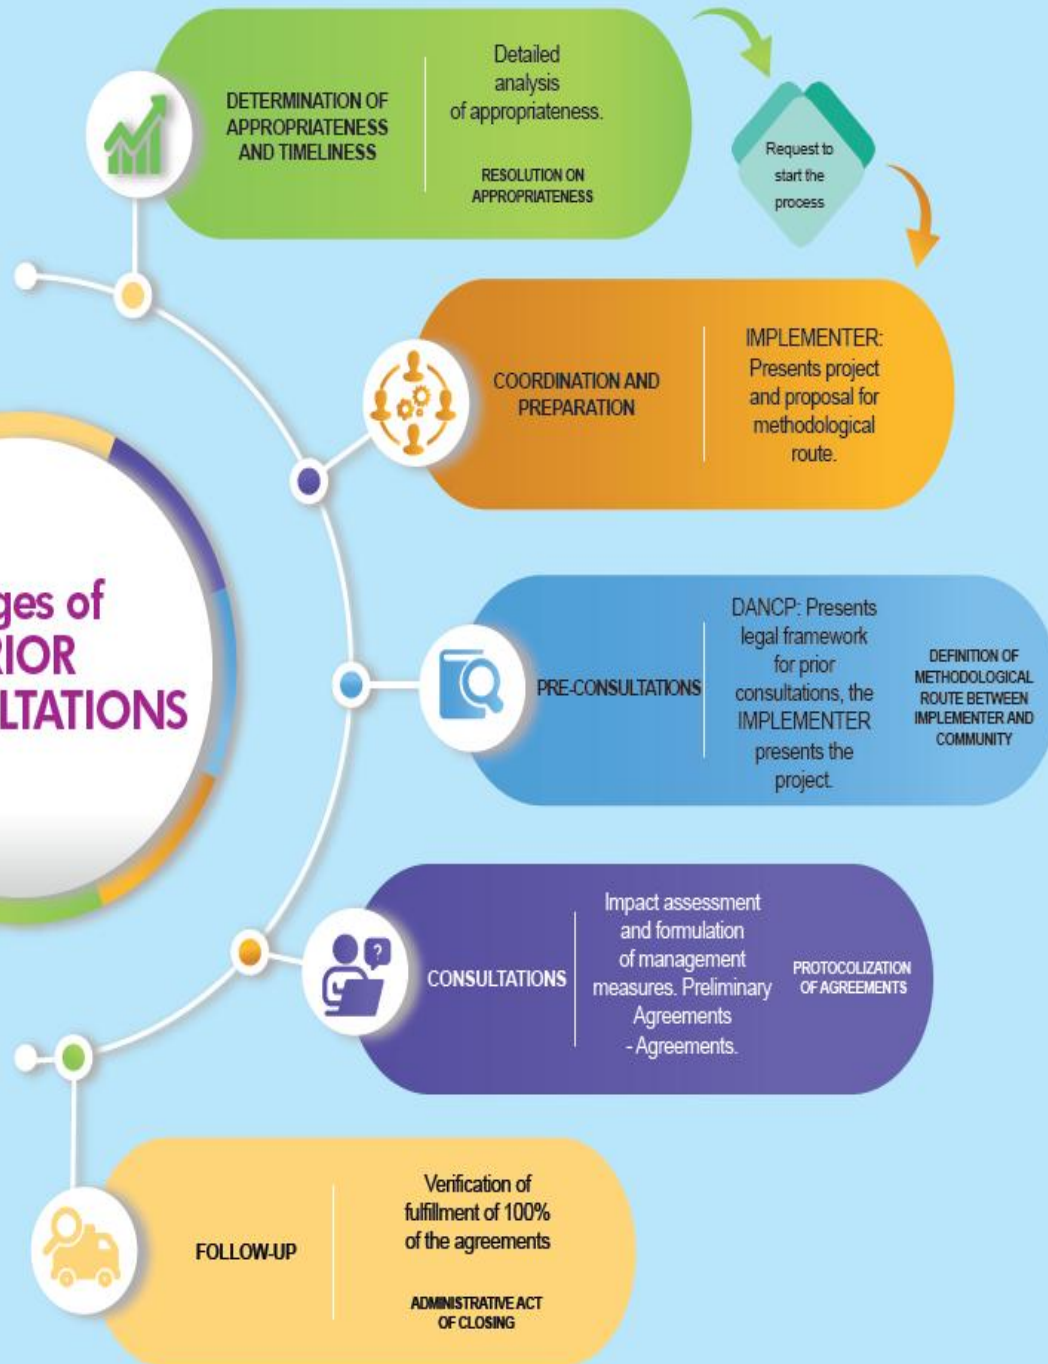 DETERMINATION OF
APPROPRIATENESS
AND TIMELINESS
Detailed
analysis
of appropriateness.
RESOLUTION ON
APPROPRIATENESS
Request to
start the
process
COORDINATION AND
PREPARATION
IMPLEMENTER:
Presents project
and proposal for
methodological
route.
ges of
RIOR
LTATIONS
PRE-CONSULTATIONS
DANCP: Presents
legal framework
for prior
consultations, the
IMPLEMENTER
presents the
project.
DEFINITION OF
METHODOLOGICAL
ROUTE BETWEEN
IMPLEMENTER AND
COMMUNITY
CONSULTATIONS
Impact assessment
and formulation
of management
measures. Preliminary
Agreements
- Agreements.
PROTOCOLIZATION
OF AGREEMENTS
?
FOLLOW-UP
Verification of
fulfillment of 100%
of the agreements
ADMINISTRATIVE ACT
OF CLOSING